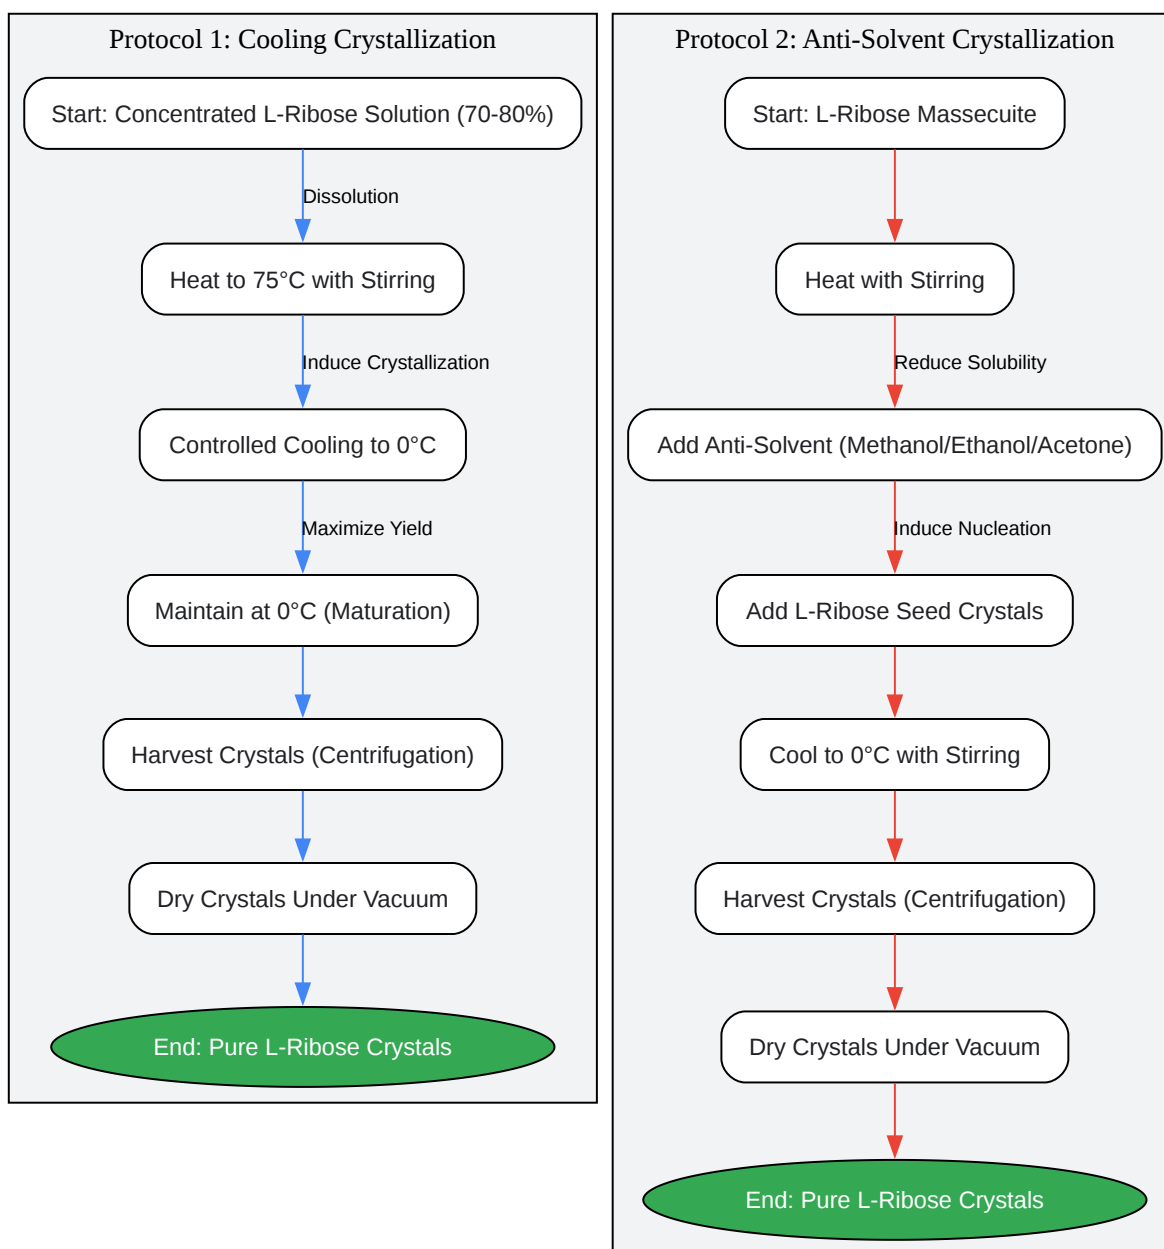 Protocol 1: Cooling Crystallization
Start: Concentrated L-Ribose Solution (70-80%)
Dissolution
Heat to 75°C with Stirring
Induce Crystallization
Controlled Cooling to 0°C
Maximize Yield
Maintain at 0°C (Maturation)
Harvest Crystals (Centrifugation)
Dry Crystals Under Vacuum
End: Pure L-Ribose Crystals
Protocol 2: Anti-Solvent Crystallization
Start: L-Ribose Massecuite
Heat with Stirring
Reduce Solubility
Add Anti-Solvent (Methanol/Ethanol/Acetone)
Induce Nucleation
Add L-Ribose Seed Crystals
Cool to 0°C with Stirring
Harvest Crystals (Centrifugation)
Dry Crystals Under Vacuum
End: Pure L-Ribose Crystals